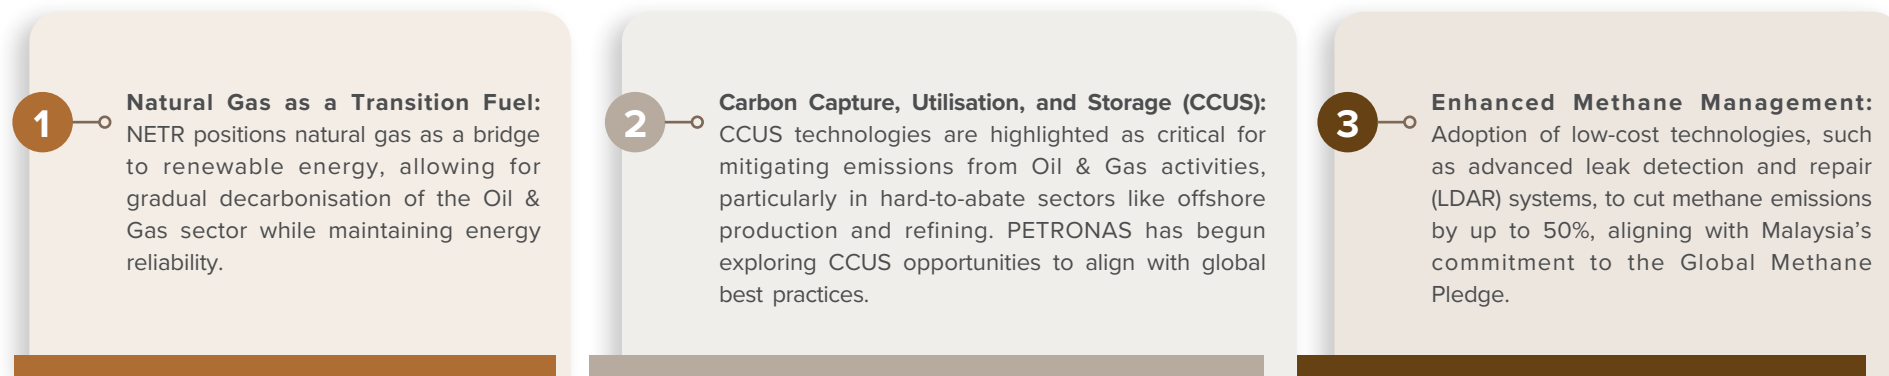 1
Natural Gas as a Transition Fuel:
NETR positions natural gas as a bridge
to renewable energy, allowing for
gradual decarbonisation of the Oil &
Gas sector while maintaining energy
reliability.
2
Carbon Capture, Utilisation, and Storage (CCUS):
CCUS technologies are highlighted as critical for
mitigating emissions from Oil & Gas activities,
particularly in hard-to-abate sectors like offshore
production and refining. PETRONAS has begun
exploring CCUS opportunities to align with global
best practices.
3
Enhanced Methane Management:
Adoption of low-cost technologies, such
as advanced leak detection and repair
(LDAR) systems, to cut methane emissions
by up to 50%, aligning with Malaysia’s
commitment to the Global Methane
Pledge.